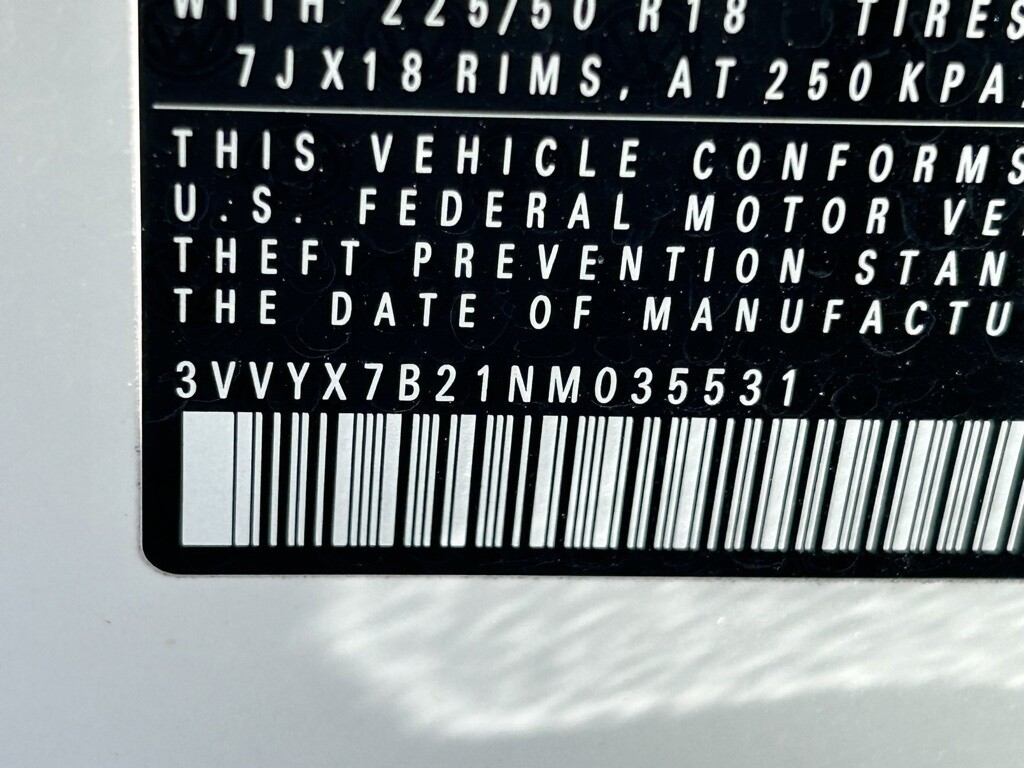 WITH 225/50 R18 TIRES
7JX18 RIMS, AT 250 KPA
THIS VEHICLE CONFORMS
U.S. FEDERAL MOTOR VE
THEFT PREVENTION STAN
THE DATE OF MANUFACTU
3VVYX7B21NM035531